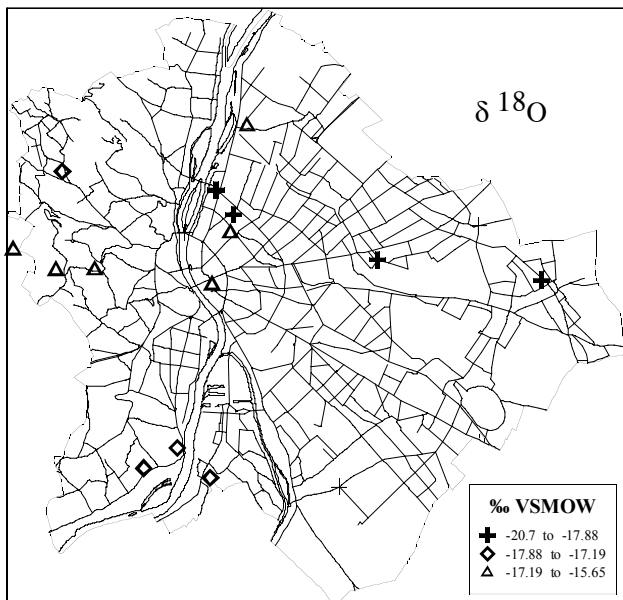 δ 18O
‰ VSMOW
-20.7 to -17.88
-17.88 to -17.19
-17.19 to -15.65